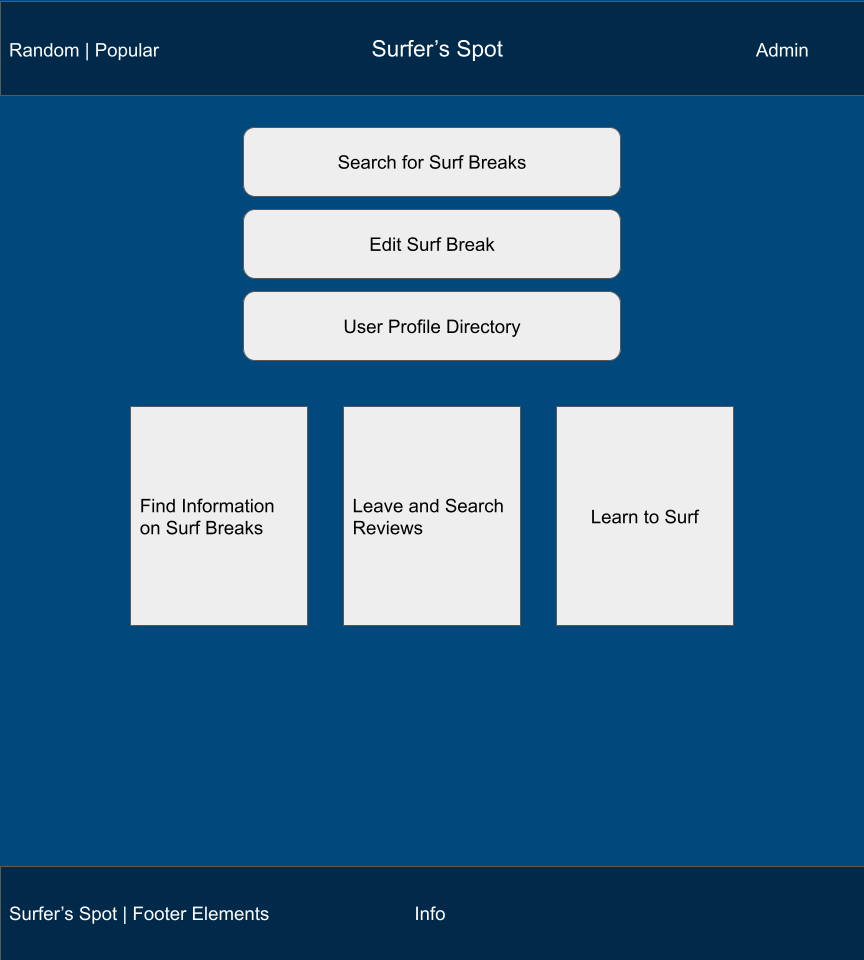 Random | Popular
Surfer’s Spot
Admin
Search for Surf Breaks
Edit Surf Break
User Profile Directory
Find Information
on Surf Breaks
Leave and Search
Reviews
Learn to Surf
Surfer’s Spot | Footer Elements
Info